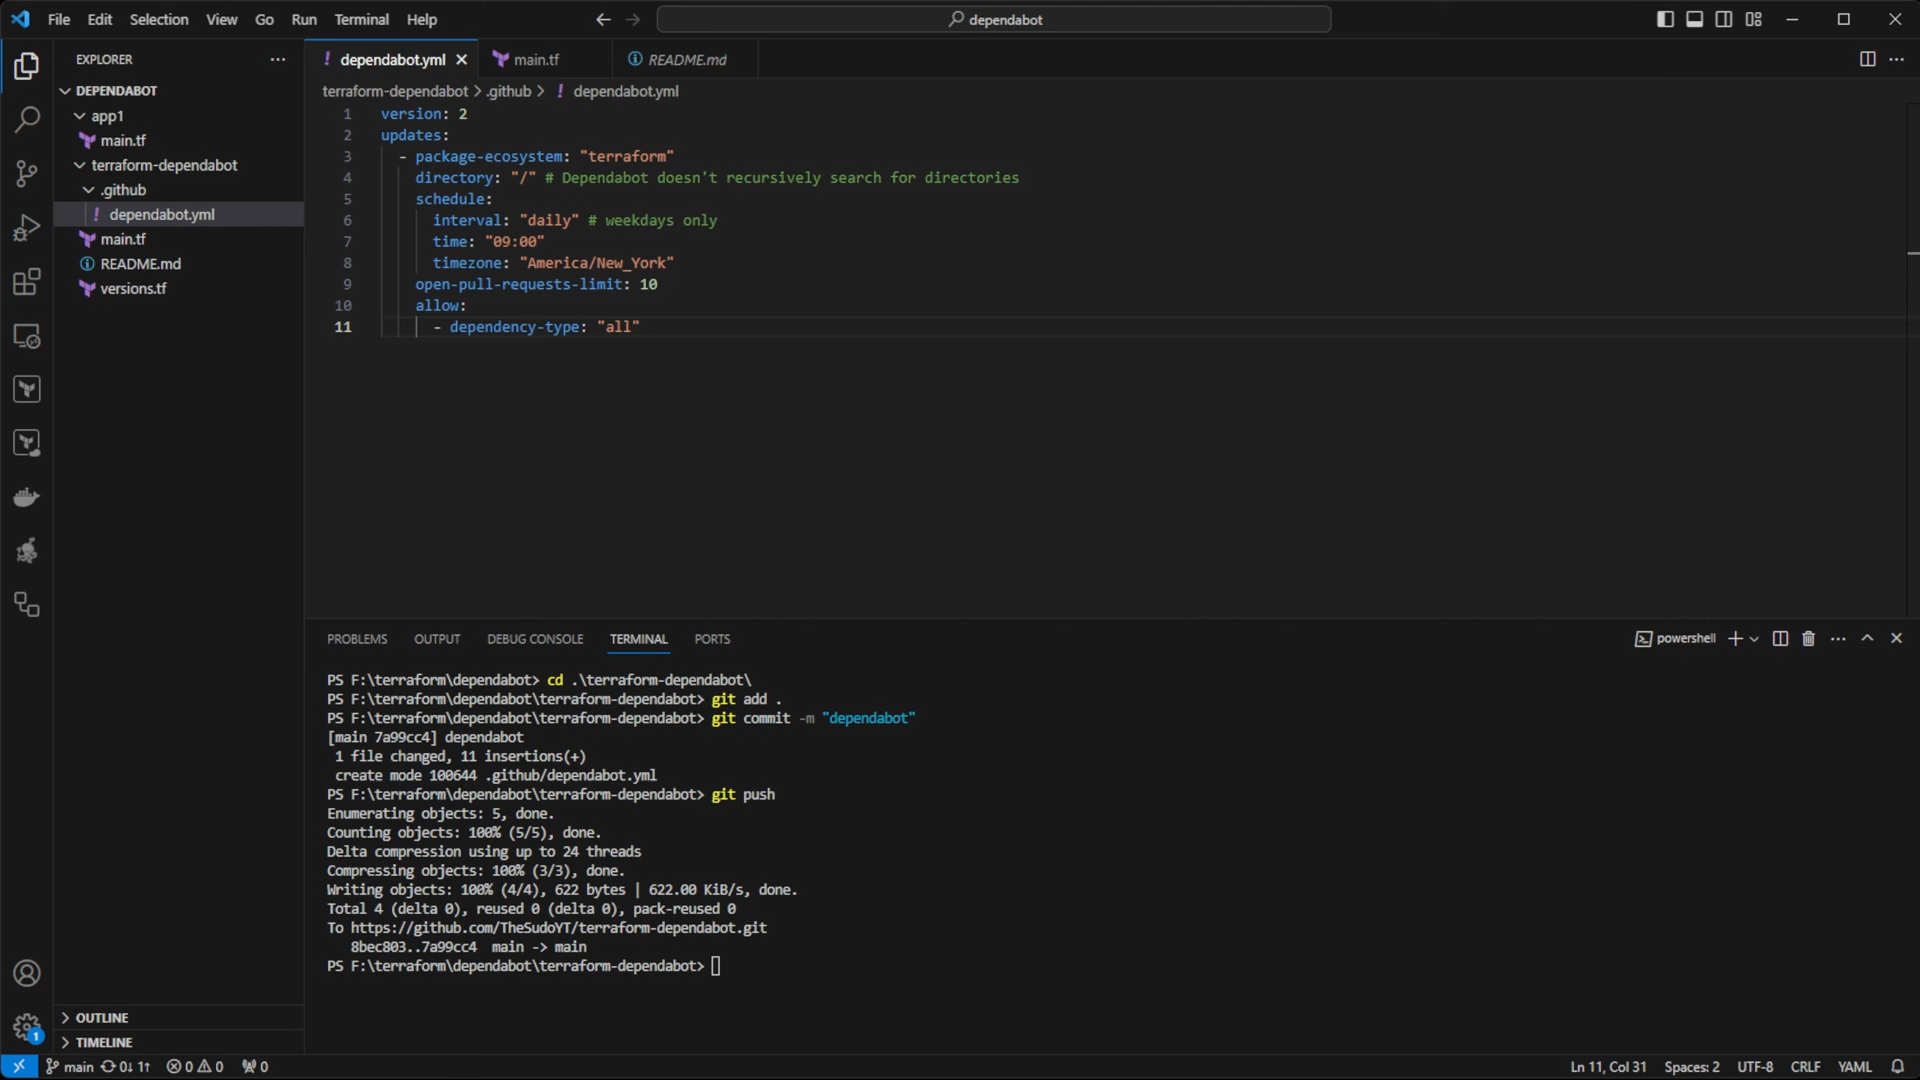 File Edit Selection View Go Run Terminal Help
dependabot
EXPLORER
DEPENDABOT
app1
main.tf
terraform-dependabot
.github
! dependabot.yml
main.tf
README.md
versions.tf
OUTLINE
TIMELINE
! dependabot.yml
main.tf
README.md
terraform-dependabot > .github > ! dependabot.yml
1 version: 2
2 updates:
3 - package-ecosystem: "terraform"
4 directory: "/" # Dependabot doesn't recursively search for directories
5 schedule:
6 interval: "daily" # weekdays only
7 time: "09:00"
8 timezone: "America/New_York"
9 open-pull-requests-limit: 10
10 allow:
11 - dependency-type: "all"
PROBLEMS OUTPUT DEBUG CONSOLE TERMINAL PORTS
powershell
PS F:\terraform\dependabot> cd .\terraform-dependabot\
PS F:\terraform\dependabot\terraform-dependabot> git add .
PS F:\terraform\dependabot\terraform-dependabot> git commit -m "dependabot"
[main 7a99cc4] dependabot
1 file changed, 11 insertions(+)
create mode 100644 .github/dependabot.yml
PS F:\terraform\dependabot\terraform-dependabot> git push
Enumerating objects: 5, done.
Counting objects: 100% (5/5), done.
Delta compression using up to 24 threads
Compressing objects: 100% (3/3), done.
Writing objects: 100% (4/4), 622 bytes | 622.00 KiB/s, done.
Total 4 (delta 0), reused 0 (delta 0), pack-reused 0
To https://github.com/TheSudoYT/terraform-dependabot.git
8bec803..7a99cc4 main -> main
PS F:\terraform\dependabot\terraform-dependabot>
1
main 0↓ 1↑ 0 0 0
Ln 11, Col 31 Spaces: 2 UTF-8 CRLF YAML